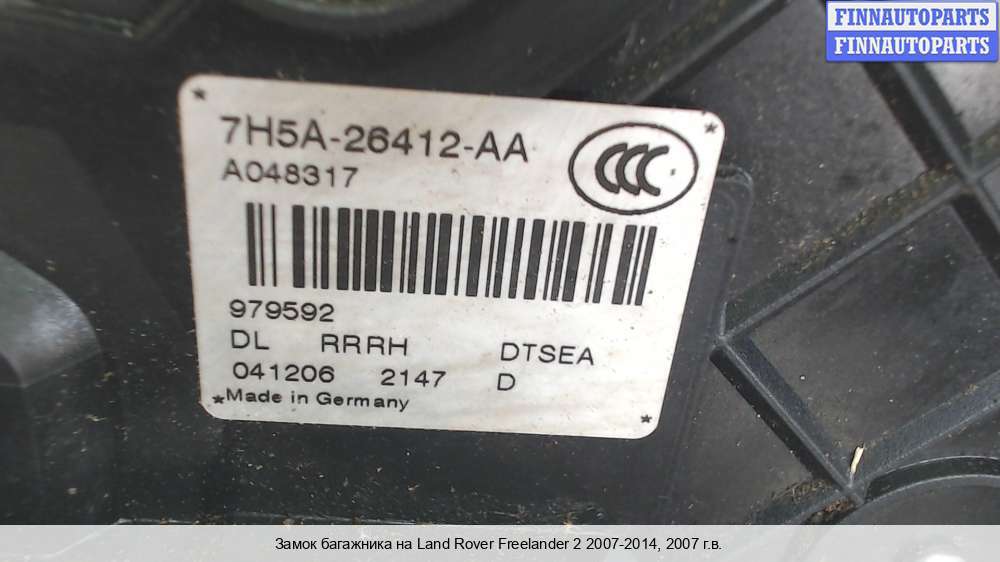 FINNAUTOPARTS
FINNAUTOPARTS
7H5A-26412-AA
CCC
A048317
979592
DL RRRH DTSEA
041206 2147 D
*Made in Germany
Замок багажника на Land Rover Freelander 2 2007-2014, 2007 г.в.